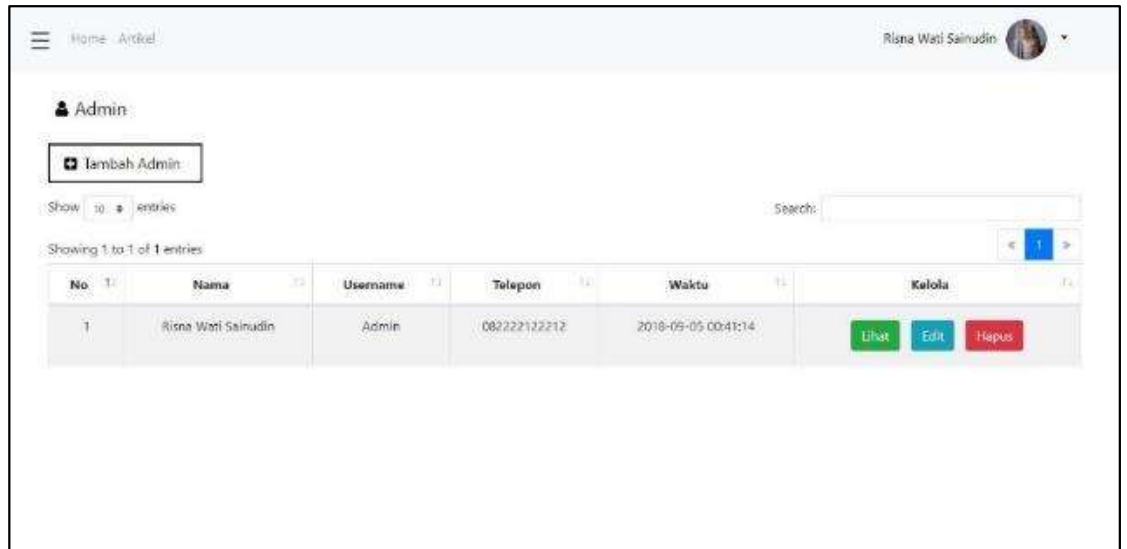 Home Artikel
Risna Wati Sainudin
Admin
Tambah Admin
Show 10 entries
Search:
Showing 1 to 1 of 1 entries
« 1 »
No Nama Username Telepon Waktu Kelola
1 Risna Wati Sainudin Admin 082222122212 2018-09-05 00:41:14 Lihat Edit Hapus